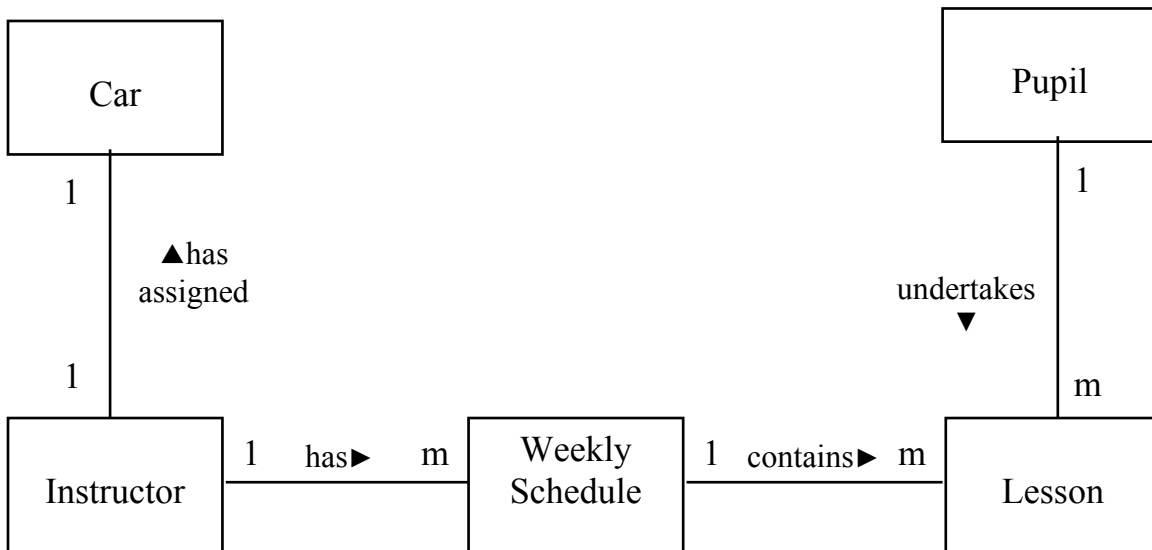 Car
Pupil
1
1
▲has
assigned
undertakes
▼
1
m
Instructor
1 has► m
Weekly
Schedule
1 contains► m
Lesson